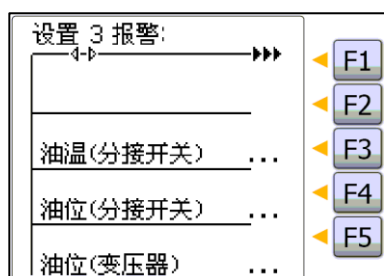 设置 3 报警:
F1
F2
油温(分接开关) ...
F3
油位(分接开关) ...
F4
F5
油位(变压器) ...